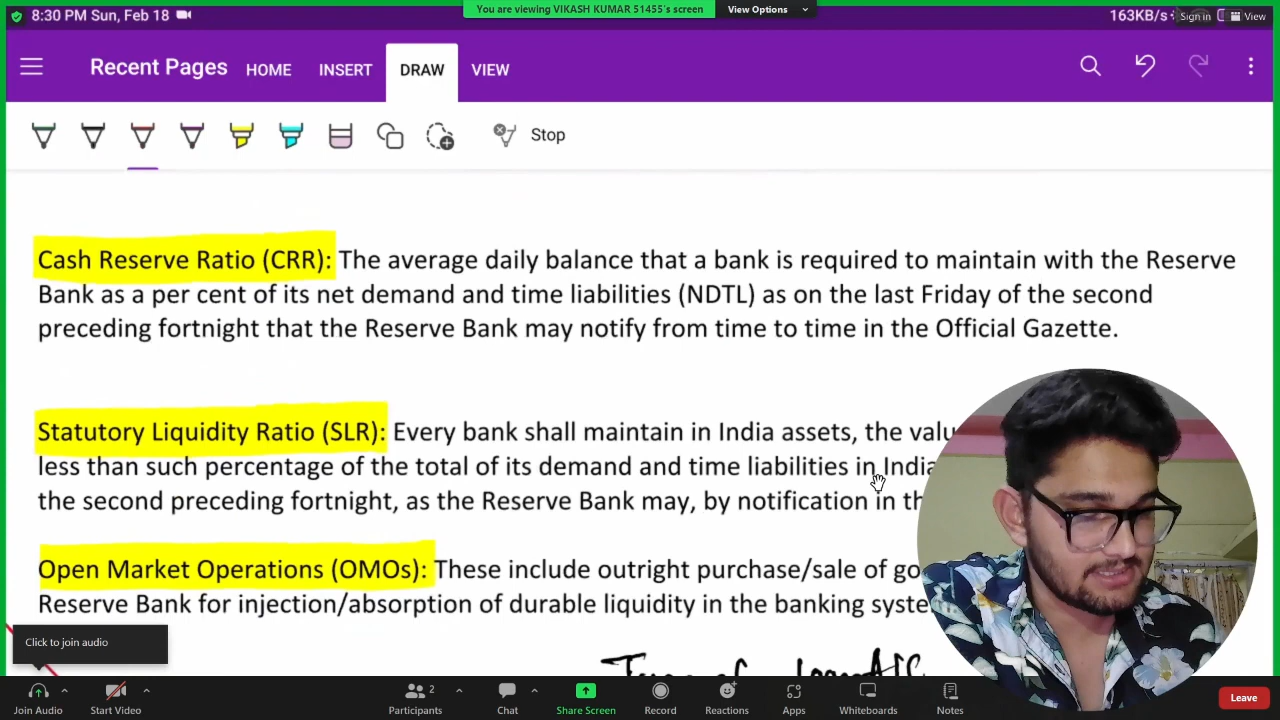 8:30 PM Sun, Feb 18
You are viewing VIKASH KUMAR 51455's screen
View Options
163KB/s
Sign in
View
Recent Pages
HOME
INSERT
DRAW
VIEW
Stop
Cash Reserve Ratio (CRR): The average daily balance that a bank is required to maintain with the Reserve
Bank as a per cent of its net demand and time liabilities (NDTL) as on the last Friday of the second
preceding fortnight that the Reserve Bank may notify from time to time in the Official Gazette.
Statutory Liquidity Ratio (SLR): Every bank shall maintain in India assets, the valu
less than such percentage of the total of its demand and time liabilities in India
the second preceding fortnight, as the Reserve Bank may, by notification in th
Open Market Operations (OMOs): These include outright purchase/sale of go
Reserve Bank for injection/absorption of durable liquidity in the banking syste
Click to join audio
Join Audio
Start Video
2
Participants
Chat
Share Screen
Record
Reactions
Apps
Whiteboards
Notes
Leave